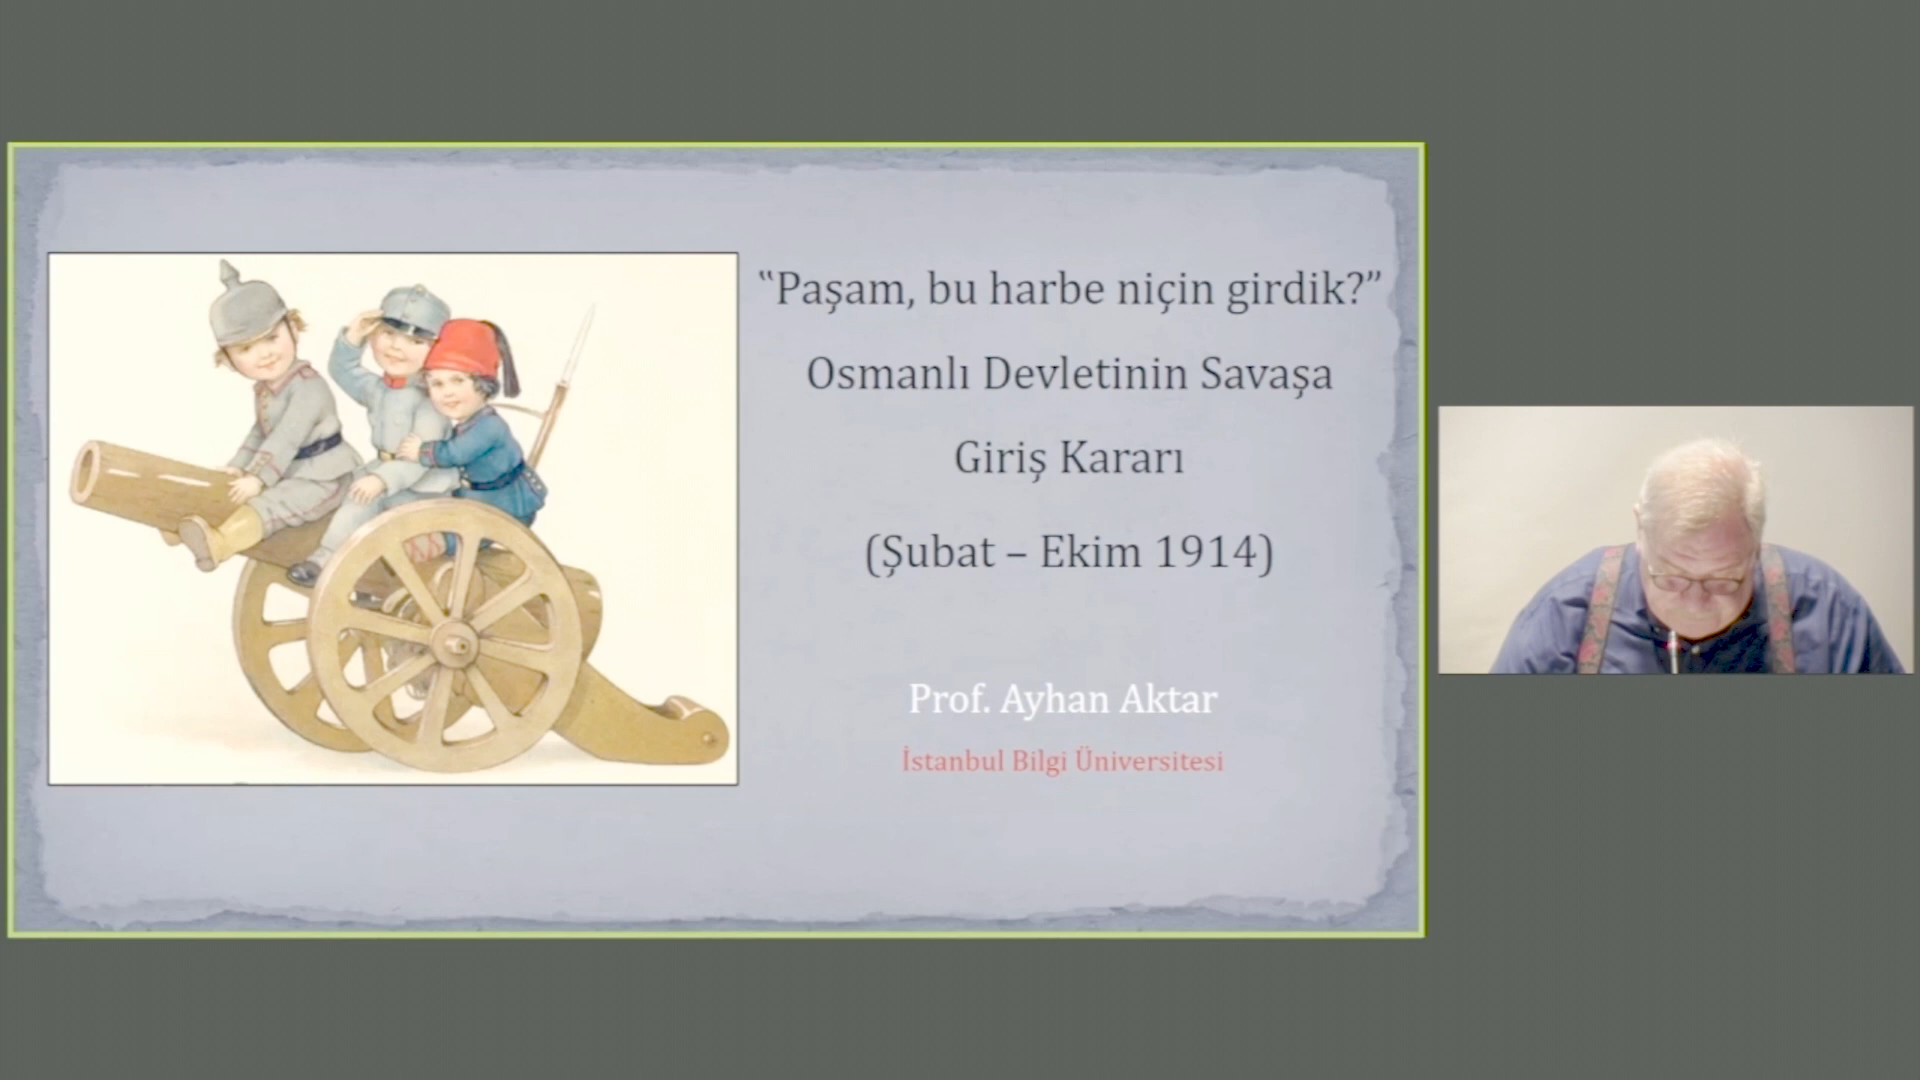 "Paşam, bu harbe niçin girdik?”
Osmanlı Devletinin Savaşa
Giriş Kararı
(Şubat – Ekim 1914)
Prof. Ayhan Aktar
İstanbul Bilgi Üniversitesi